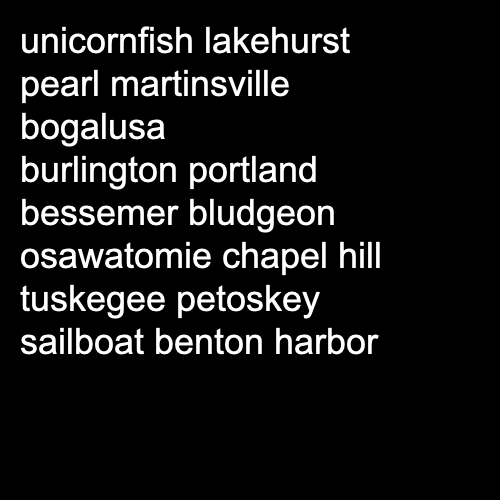 unicornfish lakehurst
pearl martinsville
bogalusa
burlington portland
bessemer bludgeon
osawatomie chapel hill
tuskegee petoskey
sailboat benton harbor